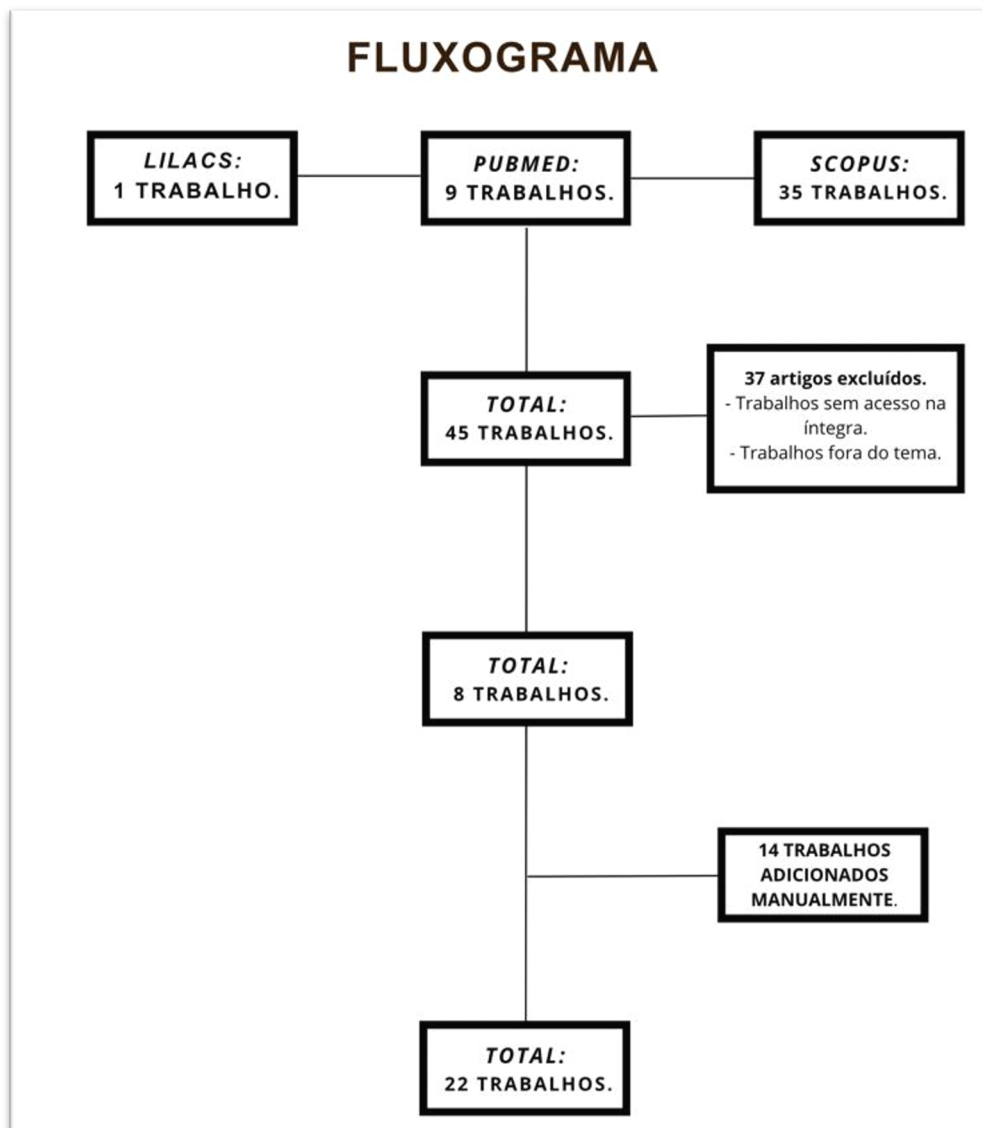 FLUXOGRAMA
LILACS:
1 TRABALHO.
PUBMED:
9 TRABALHOS.
SCOPUS:
35 TRABALHOS.
TOTAL:
45 TRABALHOS.
37 artigos excluídos.
- Trabalhos sem acesso na
íntegra.
- Trabalhos fora do tema.
TOTAL:
8 TRABALHOS.
14 TRABALHOS
ADICIONADOS
MANUALMENTE.
TOTAL:
22 TRABALHOS.